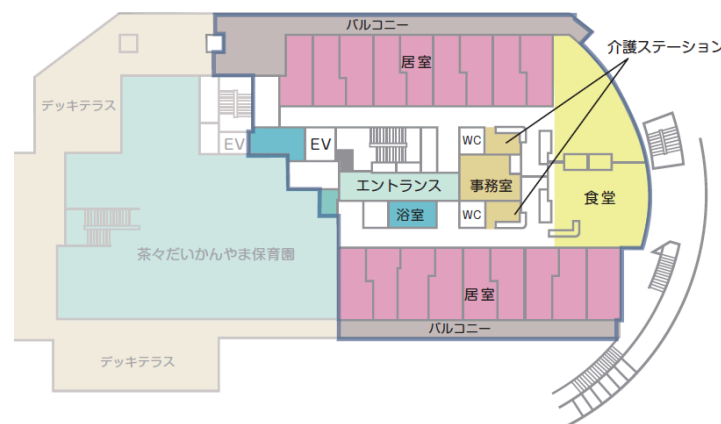 バルコニー
介護ステーション
居室
デッキテラス
EV
EV
WC
エントランス
事務室
食堂
浴室
WC
茶々だいかんやま保育園
居室
バルコニー
デッキテラス